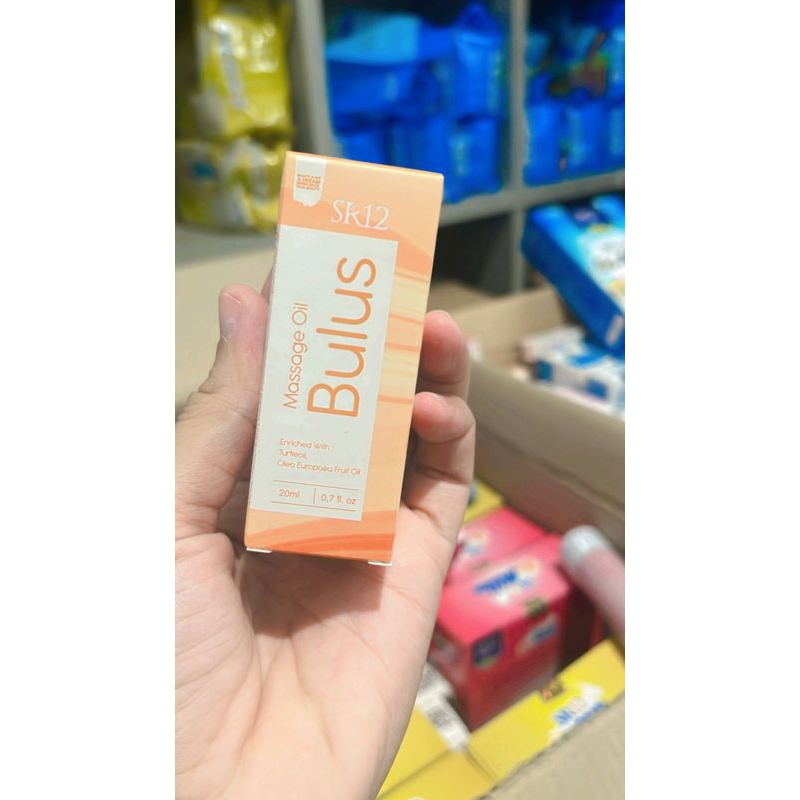 SK12
Massage Oil
Bulus
Enriched With :
Turtleoil,
Olea Europaea Fruit Oil
20ml
0,7 fl. oz